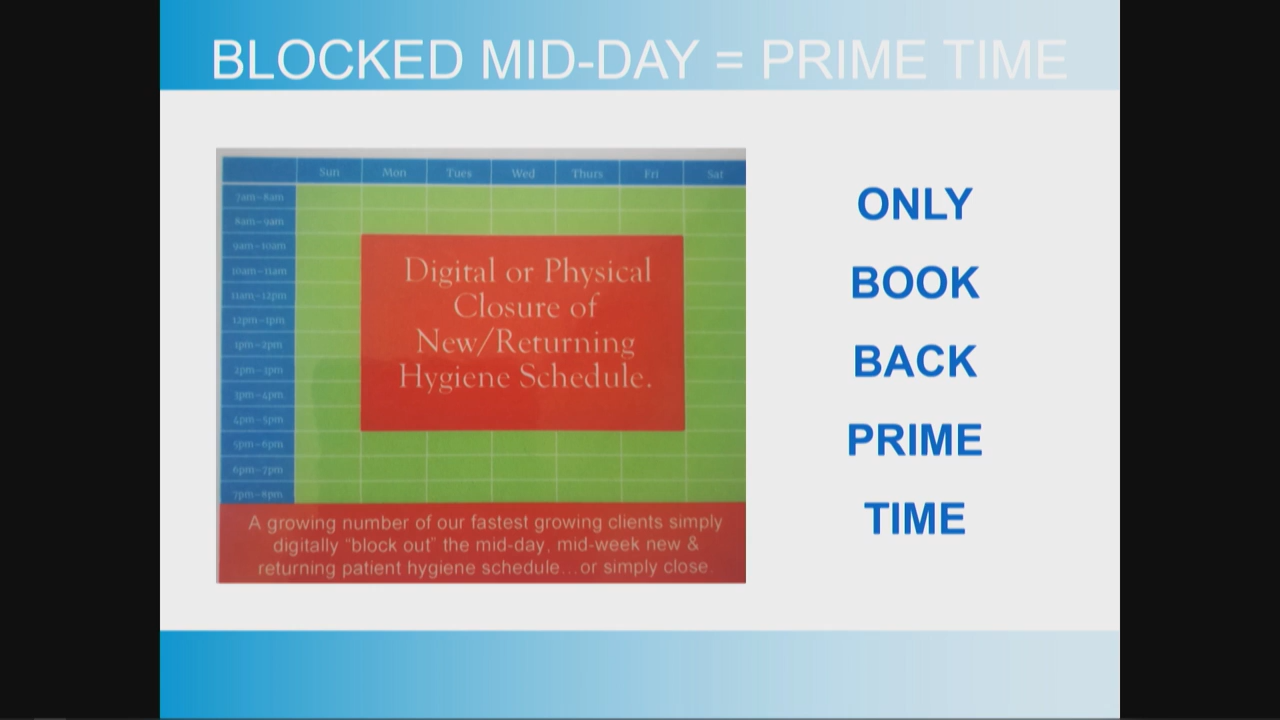 BLOCKED MID-DAY = PRIME TIME
Sun Mon Tues Wed Thurs Fri Sat
7am-8am
8am-9am
9am-10am
10am-11am
11am-12pm
12pm-1pm
1pm-2pm
2pm-3pm
3pm-4pm
4pm-5pm
5pm-6pm
6pm-7pm
7pm-8pm
Digital or Physical
Closure of
New/Returning
Hygiene Schedule.
A growing number of our fastest growing clients simply
digitally “block out” the mid-day, mid-week new &
returning patient hygiene schedule...or simply close.
ONLY
BOOK
BACK
PRIME
TIME